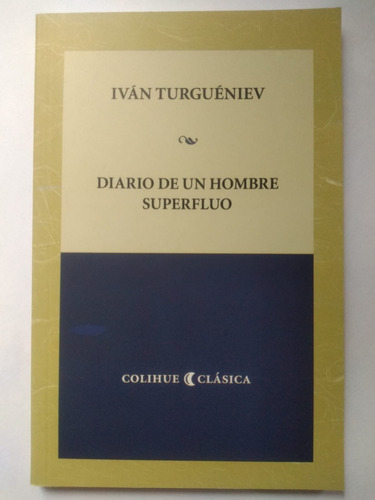 IVÁN TURGUÉNIEV
DIARIO DE UN HOMBRE
SUPERFLUO
COLIHUE CLÁSICA